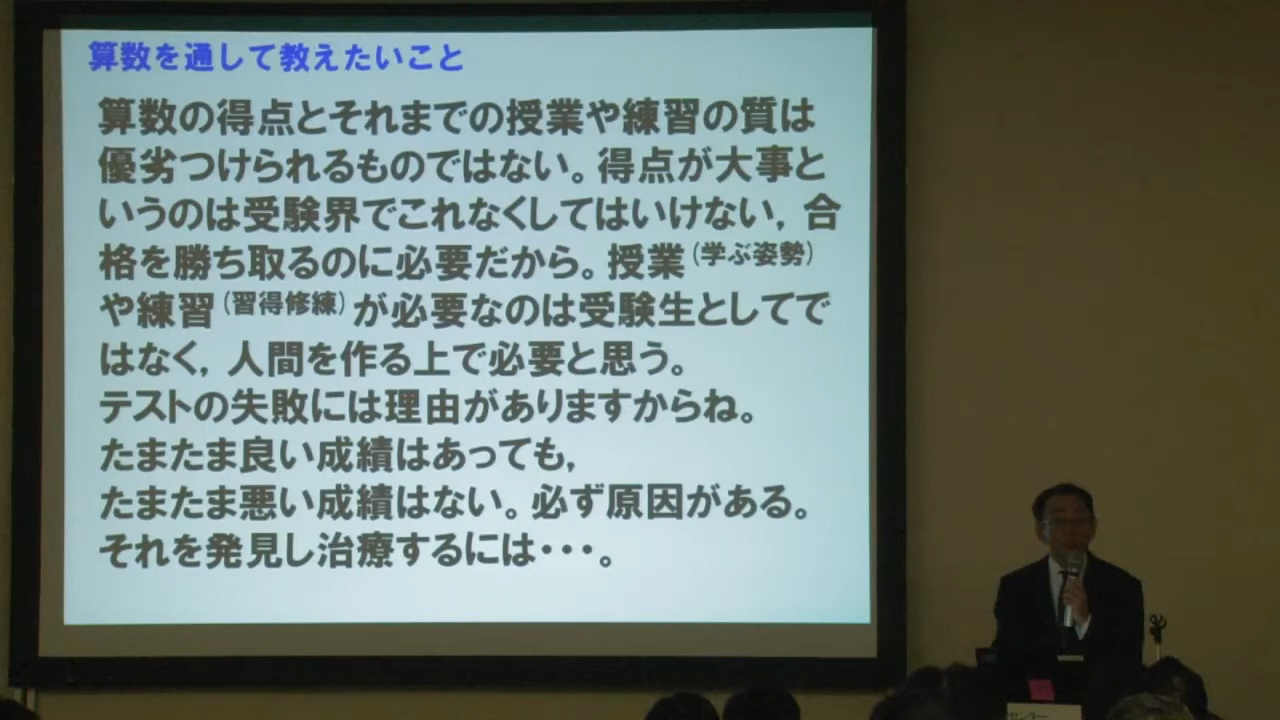 算数を通して教えたいこと
算数の得点とそれまでの授業や練習の質は
優劣つけられるものではない。得点が大事と
いうのは受験界でこれなくしてはいけない，合
格を勝ち取るのに必要だから。授業(学ぶ姿勢)
や練習(習得修練)が必要なのは受験生としてで
はなく，人間を作る上で必要と思う。
テストの失敗には理由がありますからね。
たまたま良い成績はあっても，
たまたま悪い成績はない。必ず原因がある。
それを発見し治療するには・・・。
センター